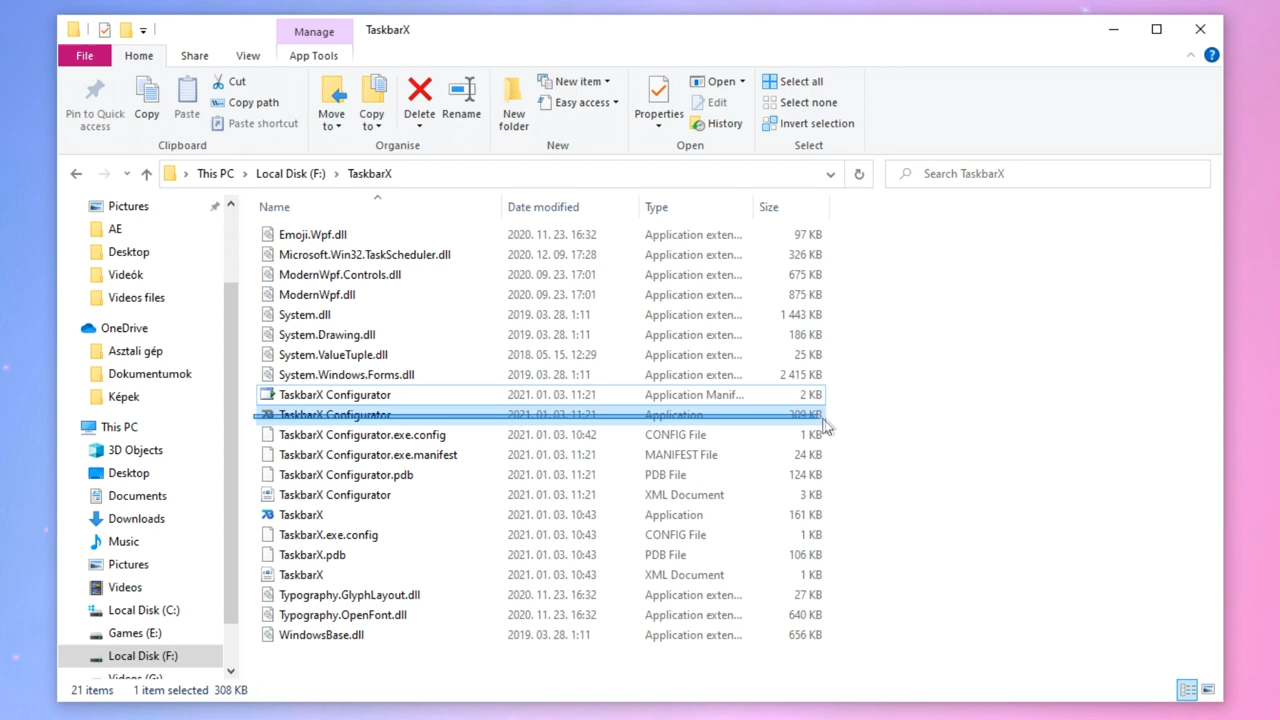 Manage
TaskbarX
File
Home
Share
View
App Tools
Pin to Quick access
Copy
Paste
Cut
Copy path
Paste shortcut
Clipboard
Move to
Copy to
Delete
Rename
Organise
New folder
New item
Easy access
New
Properties
Open
Edit
History
Open
Select all
Select none
Invert selection
Select
This PC > Local Disk (F:) > TaskbarX
Search TaskbarX
Pictures
AE
Desktop
Videók
Videos files
OneDrive
Asztali gép
Dokumentumok
Képek
This PC
3D Objects
Desktop
Documents
Downloads
Music
Pictures
Videos
Local Disk (C:)
Games (E:)
Local Disk (F:)
Videos (G:)
Name Date modified Type Size
Emoji.Wpf.dll 2020. 11. 23. 16:32 Application exten... 97 KB
Microsoft.Win32.TaskScheduler.dll 2020. 12. 09. 17:28 Application exten... 326 KB
ModernWpf.Controls.dll 2020. 09. 23. 17:01 Application exten... 675 KB
ModernWpf.dll 2020. 09. 23. 17:01 Application exten... 875 KB
System.dll 2019. 03. 28. 1:11 Application exten... 1 443 KB
System.Drawing.dll 2019. 03. 28. 1:11 Application exten... 186 KB
System.ValueTuple.dll 2018. 05. 15. 12:29 Application exten... 25 KB
System.Windows.Forms.dll 2019. 03. 28. 1:11 Application exten... 2 415 KB
TaskbarX Configurator 2021. 01. 03. 11:21 Application Manif... 2 KB
TaskbarX Configurator 2021. 01. 03. 11:21 Application 309 KB
TaskbarX Configurator.exe.config 2021. 01. 03. 10:42 CONFIG File 1 KB
TaskbarX Configurator.exe.manifest 2021. 01. 03. 11:21 MANIFEST File 24 KB
TaskbarX Configurator.pdb 2021. 01. 03. 11:21 PDB File 124 KB
TaskbarX Configurator 2021. 01. 03. 11:21 XML Document 3 KB
TaskbarX 2021. 01. 03. 10:43 Application 161 KB
TaskbarX.exe.config 2021. 01. 03. 10:43 CONFIG File 1 KB
TaskbarX.pdb 2021. 01. 03. 10:43 PDB File 106 KB
TaskbarX 2021. 01. 03. 10:43 XML Document 1 KB
Typography.GlyphLayout.dll 2020. 11. 23. 16:32 Application exten... 27 KB
Typography.OpenFont.dll 2020. 11. 23. 16:32 Application exten... 640 KB
WindowsBase.dll 2019. 03. 28. 1:11 Application exten... 656 KB
21 items 1 item selected 308 KB